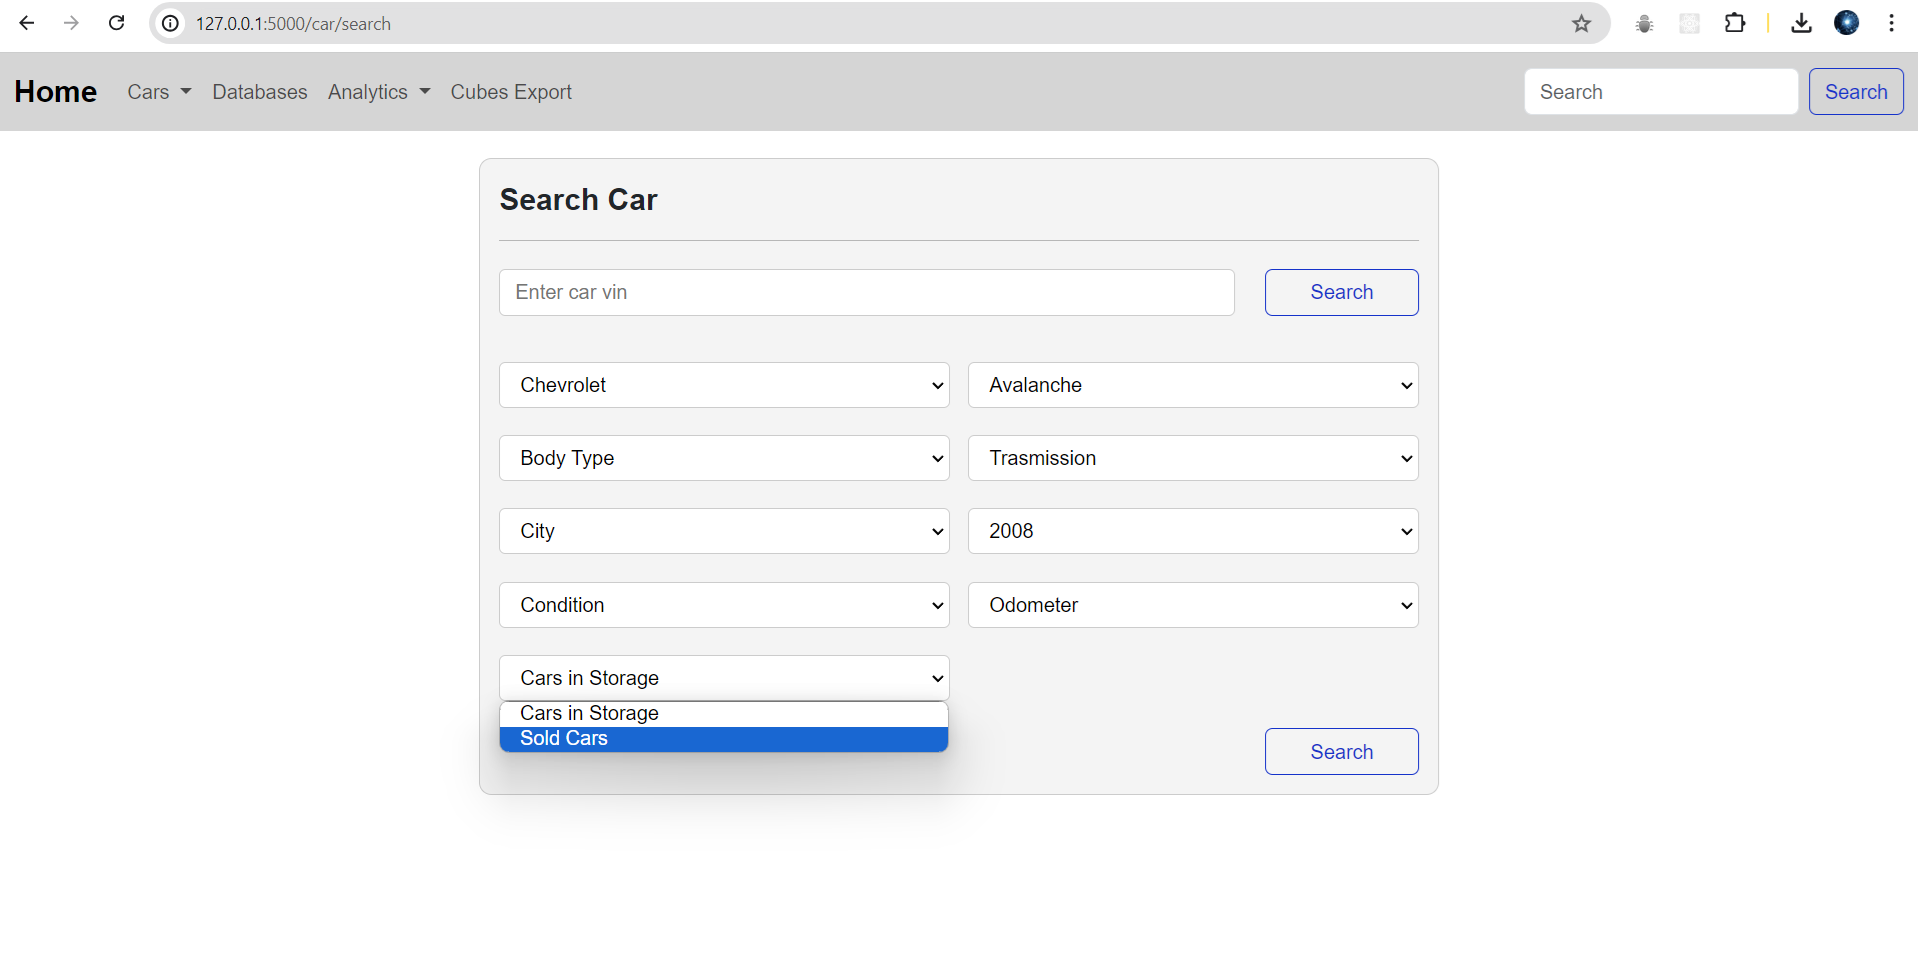 127.0.0.1:5000/car/search
Home Cars Databases Analytics Cubes Export Search Search
Search Car
Enter car vin Search
Chevrolet Avalanche
Body Type Trasmission
City 2008
Condition Odometer
Cars in Storage
Cars in Storage
Sold Cars
Search